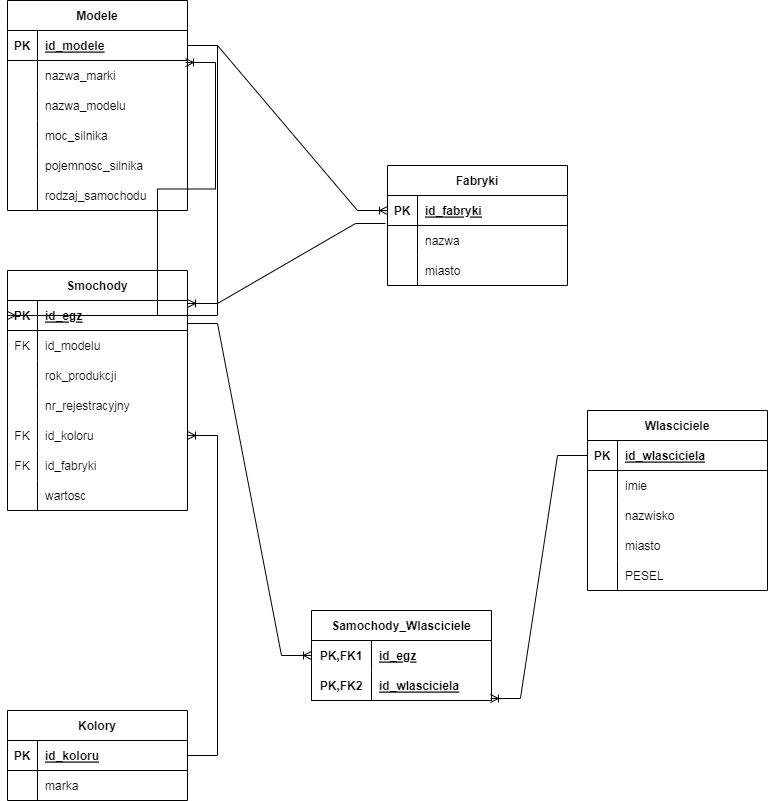 Modele
PK id_modele
nazwa_marki
nazwa_modelu
moc_silnika
pojemnosc_silnika
rodzaj_samochodu
Fabryki
PK id_fabryki
nazwa
miasto
Smochody
PK id_egz
FK id_modelu
rok_produkcji
nr_rejestracyjny
FK id_koloru
FK id_fabryki
wartosc
Wlasciciele
PK id_wlasciciela
imie
nazwisko
miasto
PESEL
Samochody_Wlasciciele
PK,FK1 id_egz
PK,FK2 id_wlasciciela
Kolory
PK id_koloru
marka